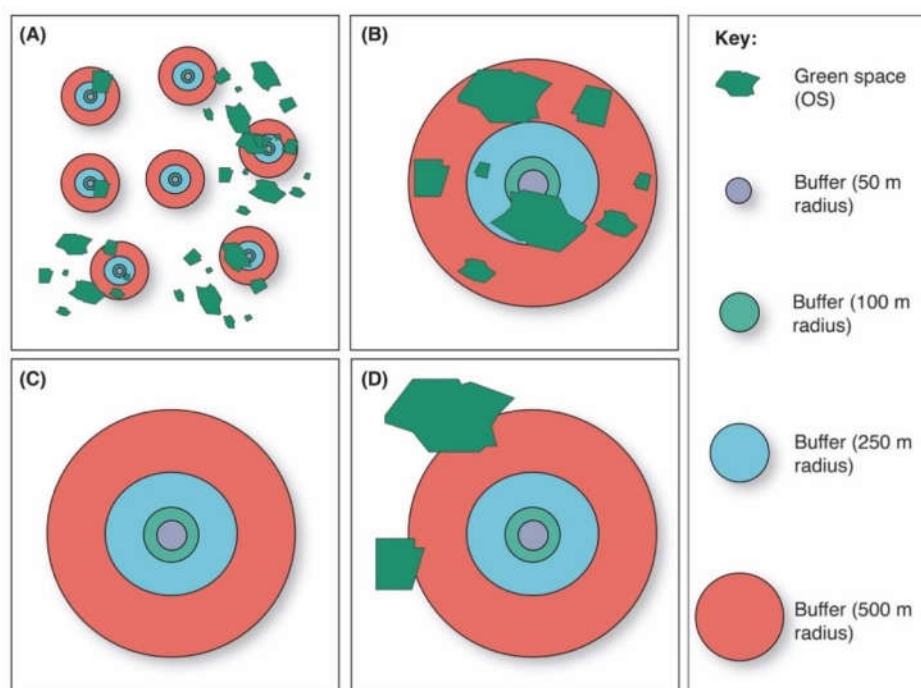 (A)
(B)
Key:
Green space
(OS)
Buffer (50 m
radius)
Buffer (100 m
radius)
(C)
(D)
Buffer (250 m
radius)
Buffer (500 m
radius)